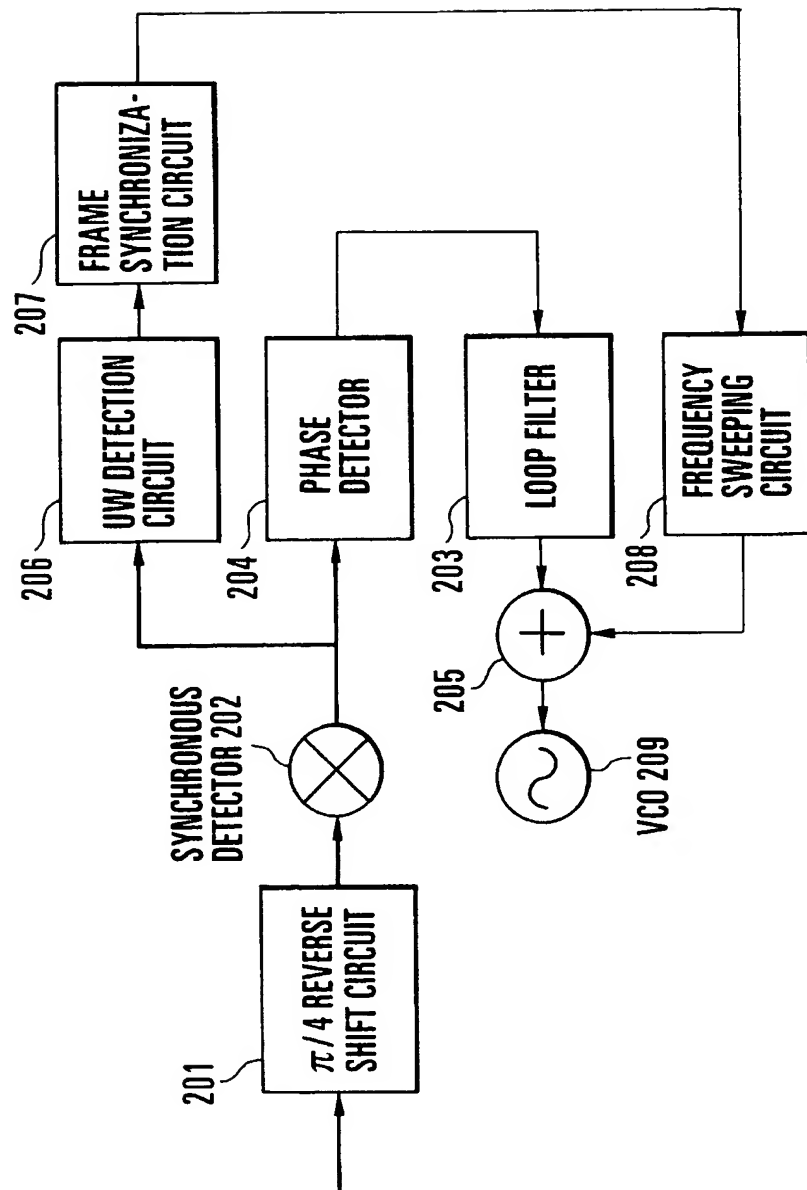 201
π/4 REVERSE
SHIFT CIRCUIT
SYNCHRONOUS
DETECTOR 202
206
UW DETECTION
CIRCUIT
207
FRAME
SYNCHRONIZA-
TION CIRCUIT
204
PHASE
DETECTOR
203
LOOP FILTER
205
VCO 209
208
FREQUENCY
SWEEPING
CIRCUIT